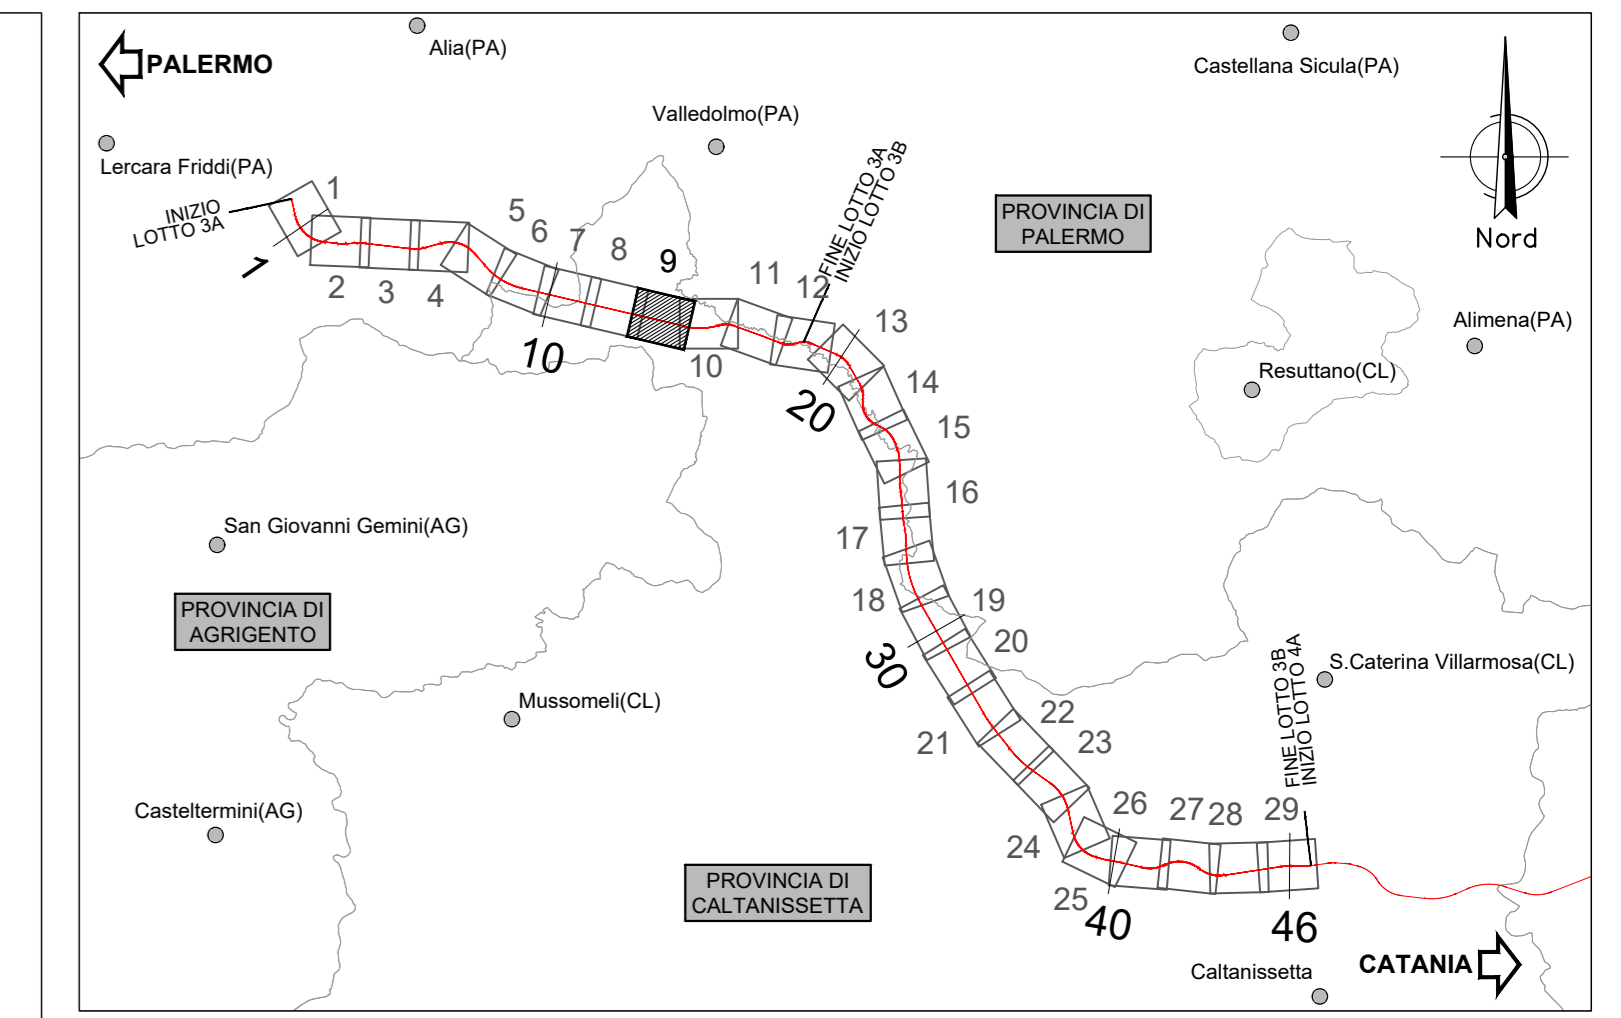 PALERMO
Alia(PA)
Castellana Sicula(PA)
Valledolmo(PA)
Lercara Friddi(PA)
Nord
INIZIO
LOTTO 3A
FINE LOTTO 3A
INIZIO LOTTO 3B
PROVINCIA DI
PALERMO
1
1
2
3
4
5
6
7
8
9
10
10
11
12
13
14
15
16
17
18
19
20
20
21
22
23
24
25
26
27
28
29
30
40
46
Alimena(PA)
Resuttano(CL)
San Giovanni Gemini(AG)
PROVINCIA DI
AGRIGENTO
Mussomeli(CL)
S.Caterina Villarmosa(CL)
FINE LOTTO 3B
INIZIO LOTTO 4A
Casteltermini(AG)
PROVINCIA DI
CALTANISSETTA
Caltanissetta
CATANIA